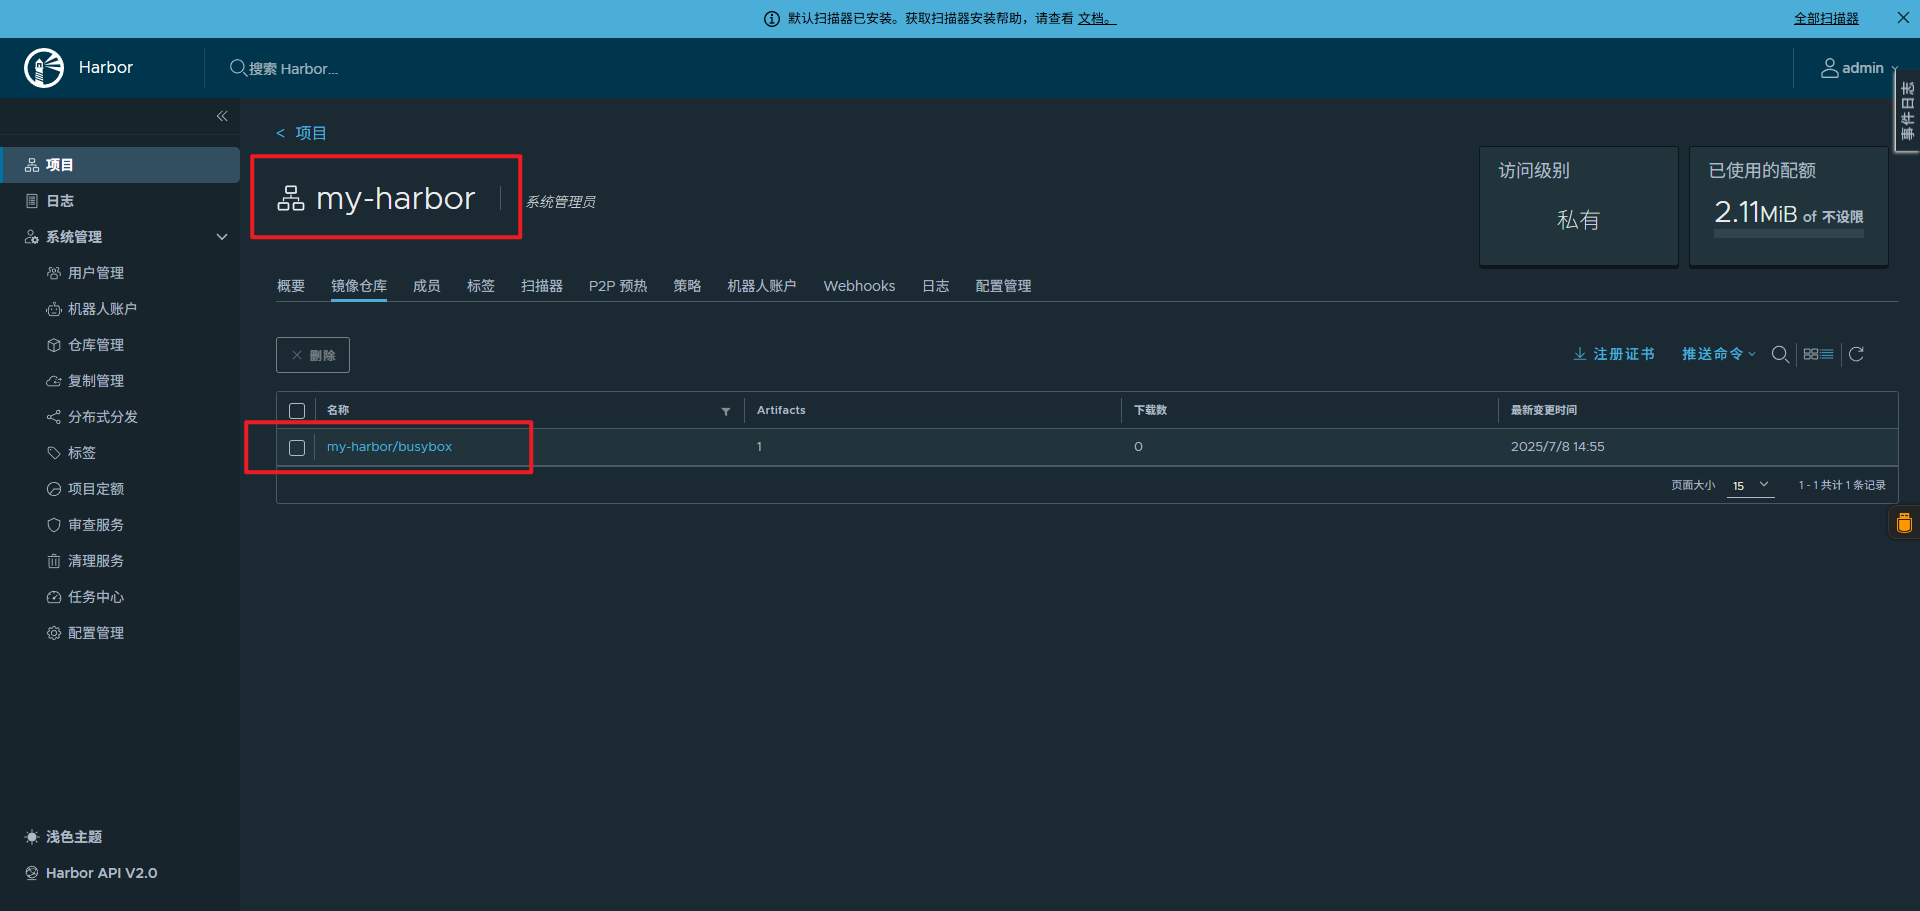 默认扫描器已安装。获取扫描器安装帮助，请查看 文档。
全部扫描器
Harbor
搜索 Harbor...
admin
事件日志
项目
日志
系统管理
用户管理
机器人账户
仓库管理
复制管理
分布式分发
标签
项目定额
审查服务
清理服务
任务中心
配置管理
浅色主题
Harbor API V2.0
< 项目
my-harbor
系统管理员
访问级别
私有
已使用的配额
2.11MiB of 不设限
概要 镜像仓库 成员 标签 扫描器 P2P 预热 策略 机器人账户 Webhooks 日志 配置管理
删除
注册证书 推送命令
名称 Artifacts 下载数 最新变更时间
my-harbor/busybox 1 0 2025/7/8 14:55
页面大小 15 1 - 1 共计 1 条记录